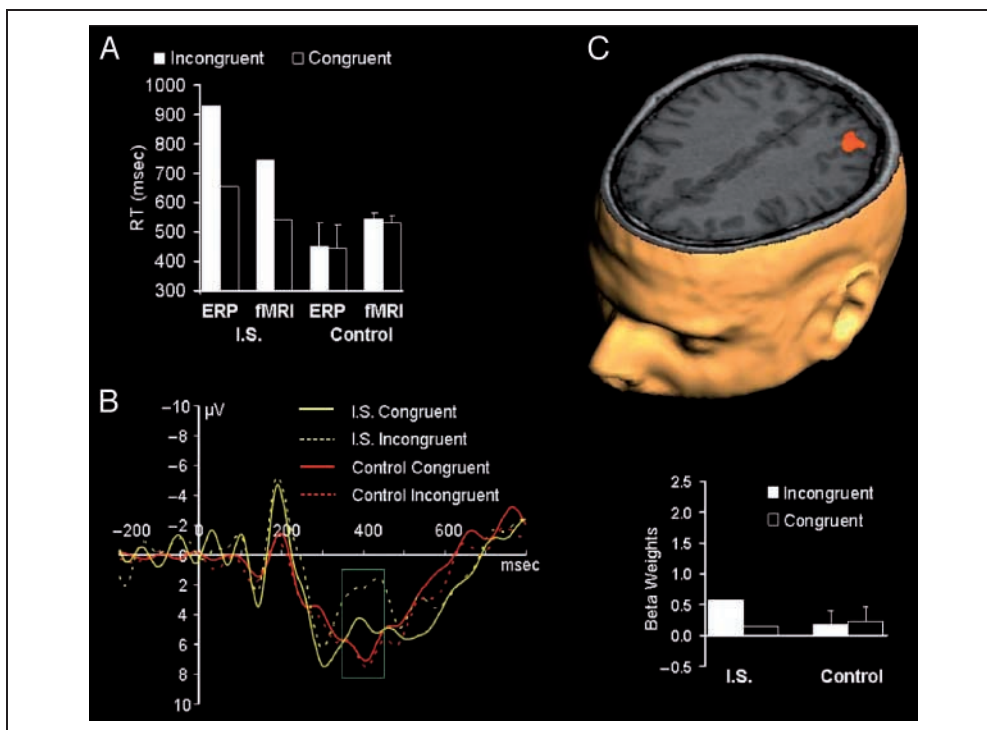 A
Incongruent Congruent
1000
900
800
700
600
500
400
300
RT (msec)
ERP fMRI ERP fMRI
I.S. Control
B
−10
−8
−6
−4
−2
0
2
4
6
8
10
µV
−200 0 200 400 600
msec
I.S. Congruent
I.S. Incongruent
Control Congruent
Control Incongruent
C
2.5
2.0
1.5
1.0
0.5
0.0
−0.5
Beta Weights
Incongruent
Congruent
I.S. Control